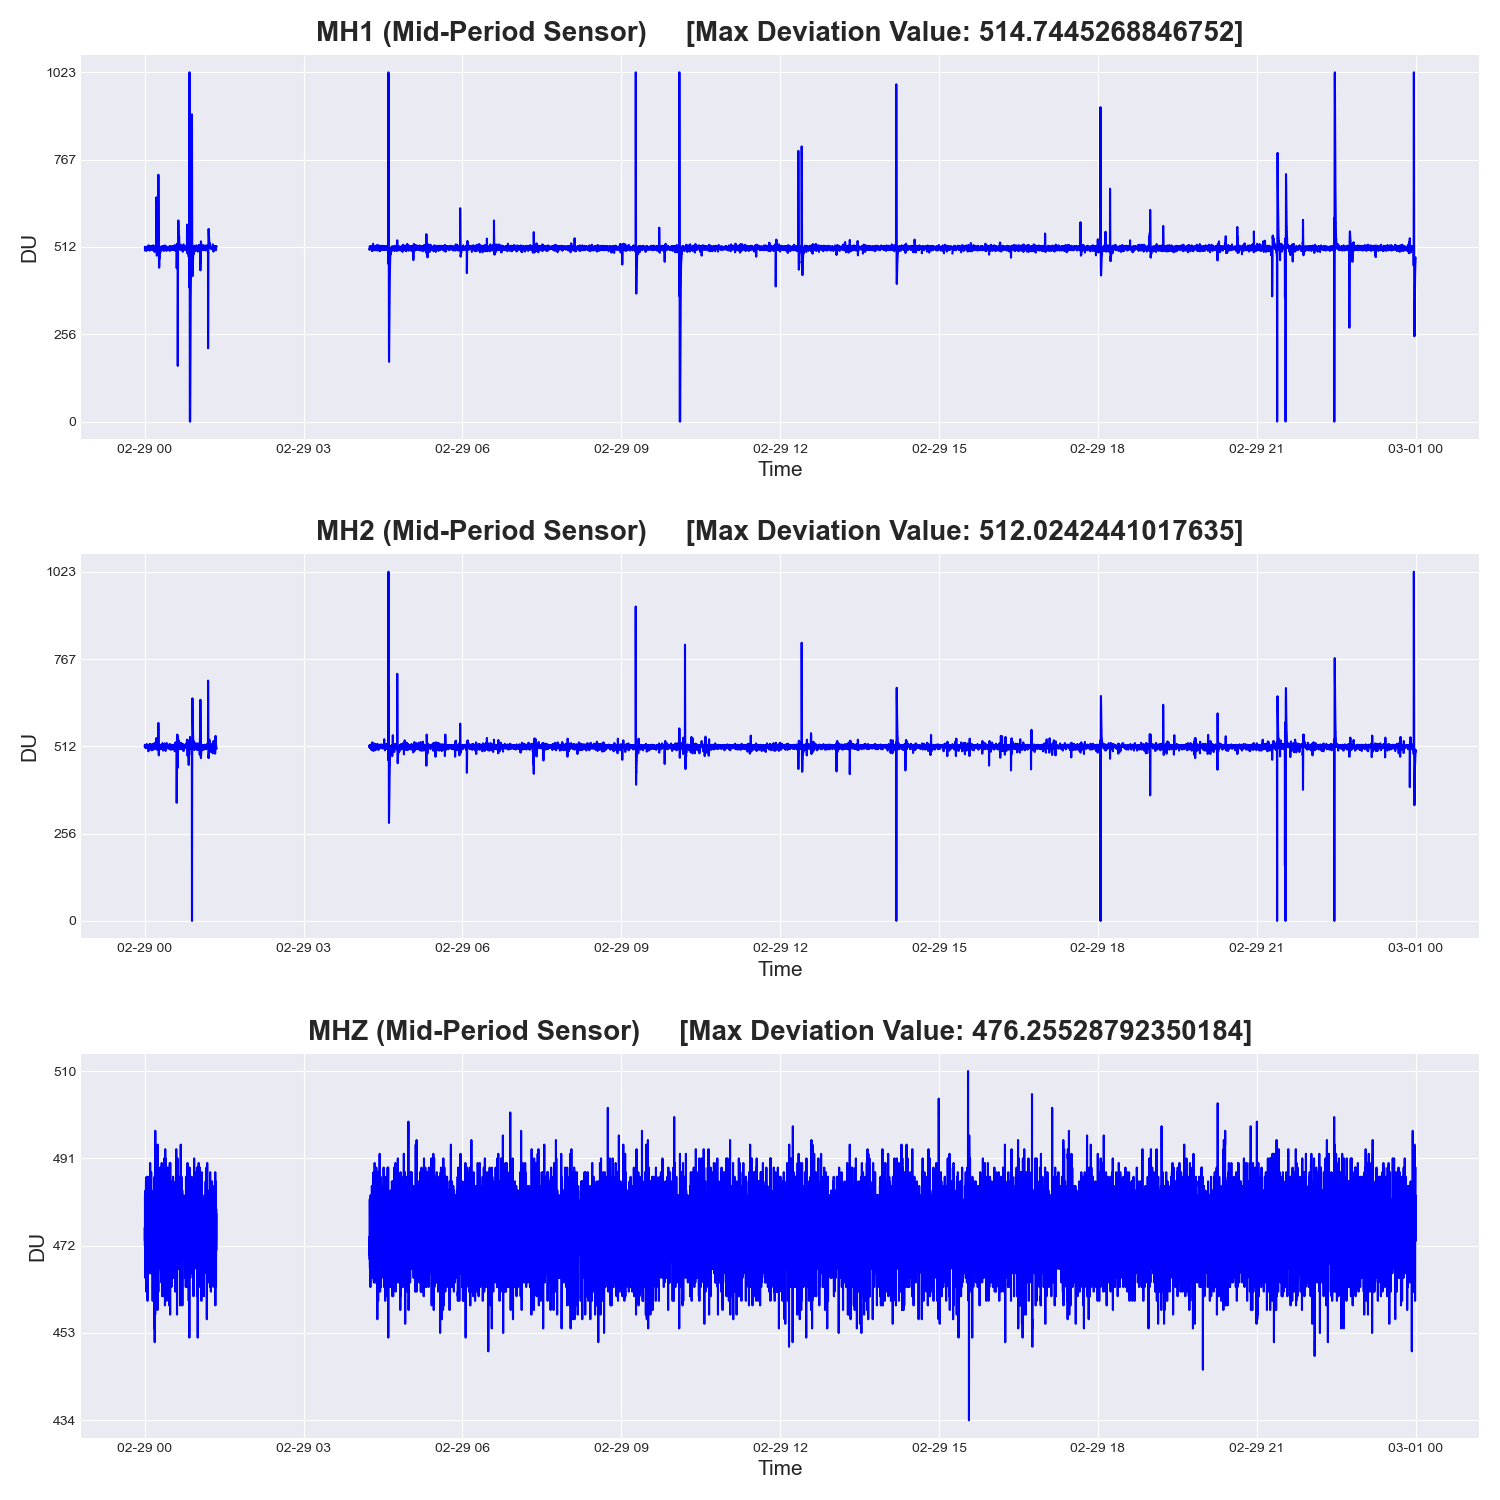 MH1 (Mid-Period Sensor) [Max Deviation Value: 514.7445268846752]
1023
767
512
256
0
DU
02-29 00 02-29 03 02-29 06 02-29 09 02-29 12 02-29 15 02-29 18 02-29 21 03-01 00
Time
MH2 (Mid-Period Sensor) [Max Deviation Value: 512.0242441017635]
1023
767
512
256
0
DU
02-29 00 02-29 03 02-29 06 02-29 09 02-29 12 02-29 15 02-29 18 02-29 21 03-01 00
Time
MHZ (Mid-Period Sensor) [Max Deviation Value: 476.25528792350184]
510
491
472
453
434
DU
02-29 00 02-29 03 02-29 06 02-29 09 02-29 12 02-29 15 02-29 18 02-29 21 03-01 00
Time